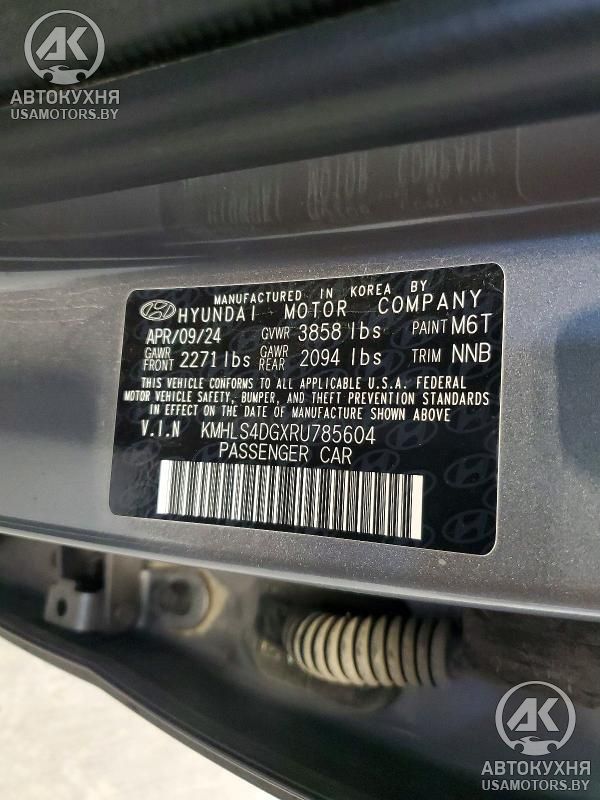 АК
АВТОКУХНЯ
USAMOTORS.BY
MANUFACTURED IN KOREA BY
HYUNDAI MOTOR COMPANY
APR/09/24 GVWR 3858 lbs PAINT M6T
GAWR FRONT 2271 lbs GAWR REAR 2094 lbs TRIM NNB
THIS VEHICLE CONFORMS TO ALL APPLICABLE U.S.A. FEDERAL
MOTOR VEHICLE SAFETY, BUMPER, AND THEFT PREVENTION STANDARDS
IN EFFECT ON THE DATE OF MANUFACTURE SHOWN ABOVE.
V.I.N KMHLS4DGXRU785604
PASSENGER CAR
АК
АВТОКУХНЯ
USAMOTORS.BY